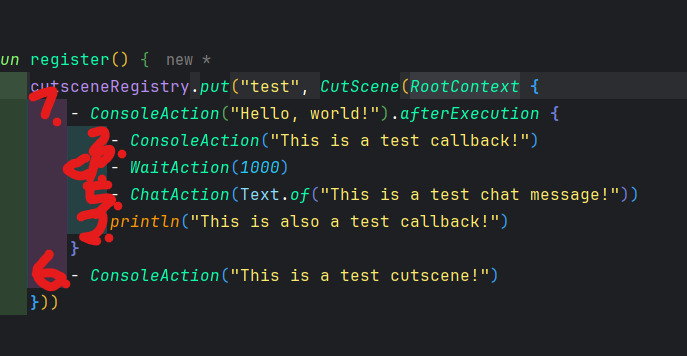 un register() { new *
cutsceneRegistry.put("test", CutScene(RootContext {
1. - ConsoleAction("Hello, world!").afterExecution {
3. - ConsoleAction("This is a test callback!")
4. - WaitAction(1000)
5. - ChatAction(Text.of("This is a test chat message!"))
2. println("This is also a test callback!")
}
6. - ConsoleAction("This is a test cutscene!")
}))